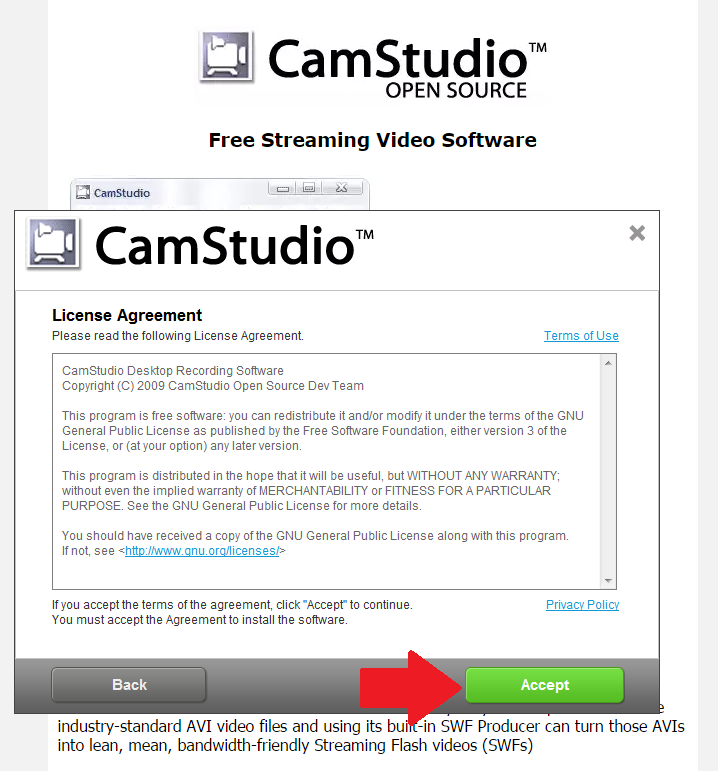 CamStudio™
OPEN SOURCE
Free Streaming Video Software
CamStudio
CamStudio™
License Agreement
Please read the following License Agreement.
Terms of Use
CamStudio Desktop Recording Software
Copyright (C) 2009 CamStudio Open Source Dev Team
This program is free software: you can redistribute it and/or modify it under the terms of the GNU
General Public License as published by the Free Software Foundation, either version 3 of the
License, or (at your option) any later version.
This program is distributed in the hope that it will be useful, but WITHOUT ANY WARRANTY;
without even the implied warranty of MERCHANTABILITY or FITNESS FOR A PARTICULAR
PURPOSE. See the GNU General Public License for more details.
You should have received a copy of the GNU General Public License along with this program.
If not, see <http://www.gnu.org/licenses/>
If you accept the terms of the agreement, click "Accept" to continue.
You must accept the Agreement to install the software.
Privacy Policy
Back
Accept
industry-standard AVI video files and using its built-in SWF Producer can turn those AVIs
into lean, mean, bandwidth-friendly Streaming Flash videos (SWFs)